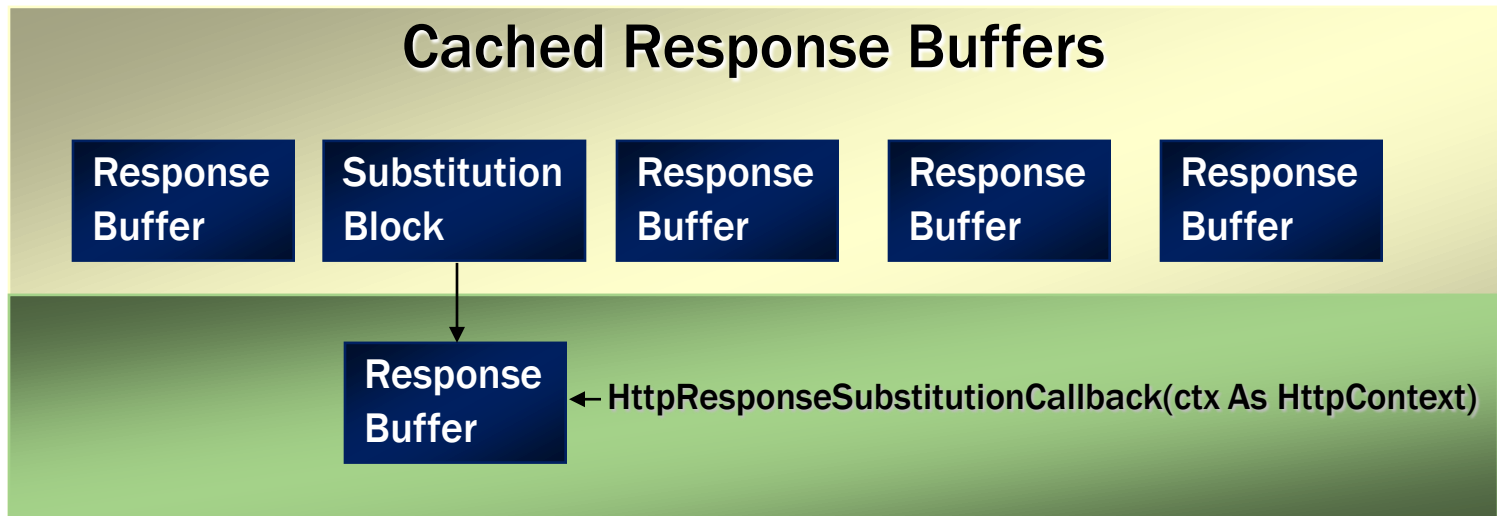 Cached Response Buffers
Response
Buffer
Substitution
Block
Response
Buffer
Response
Buffer
Response
Buffer
Response
Buffer
HttpResponseSubstitutionCallback(ctx As HttpContext)